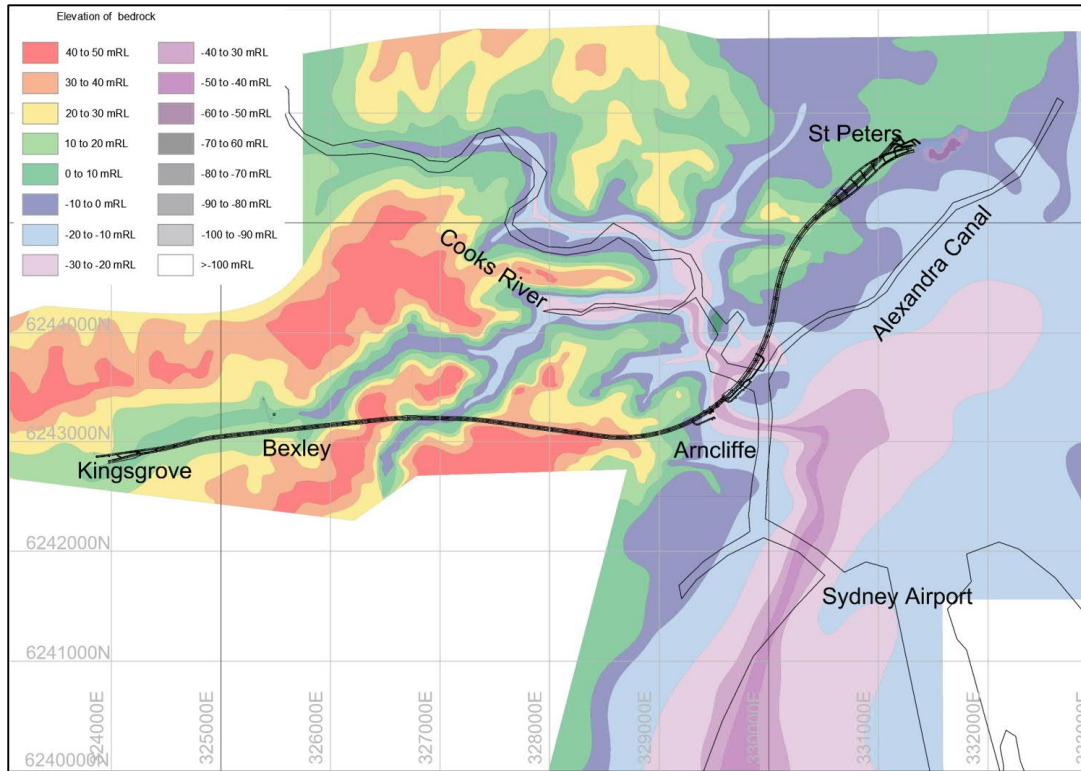 Elevation of bedrock
40 to 50 mRL
30 to 40 mRL
20 to 30 mRL
10 to 20 mRL
0 to 10 mRL
-10 to 0 mRL
-20 to -10 mRL
-30 to -20 mRL
-40 30 mRL
-50 to -40 mRL
-60 to -50 mRL
-70 to 60 mRL
-80 to -70 mRL
-90 to -80 mRL
-100 to -90 mRL
>-100 mRL
St Peters
Cooks River
Alexandra Canal
Bexley
Arncliffe
Kingsgrove
Sydney Airport
6244000N
6243000N
6242000N
6241000N
6240000N
324000E
325000E
326000E
327000E
328000E
329000E
330000E
331000E
332000E